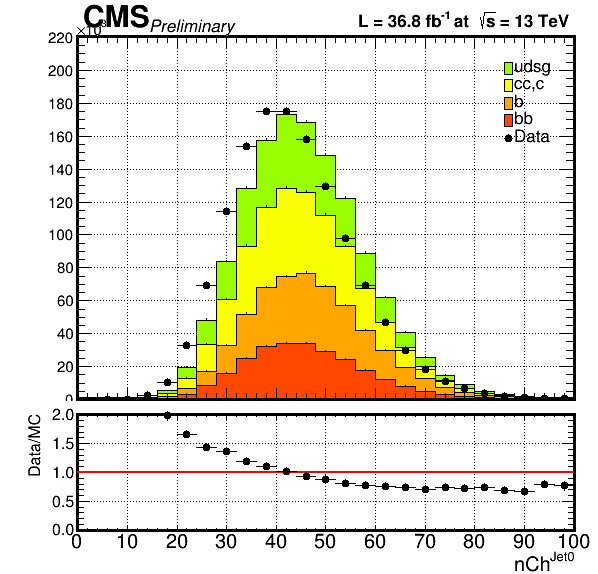 CMS Preliminary L = 36.8 fb⁻¹ at √s = 13 TeV
×10³
220
200
180
160
140
120
100
80
60
40
20
0
udsg
cc,c
b
bb
Data
Data/MC
2.0
1.5
1.0
0.5
0.0
0 10 20 30 40 50 60 70 80 90 100
nCh^Jet0